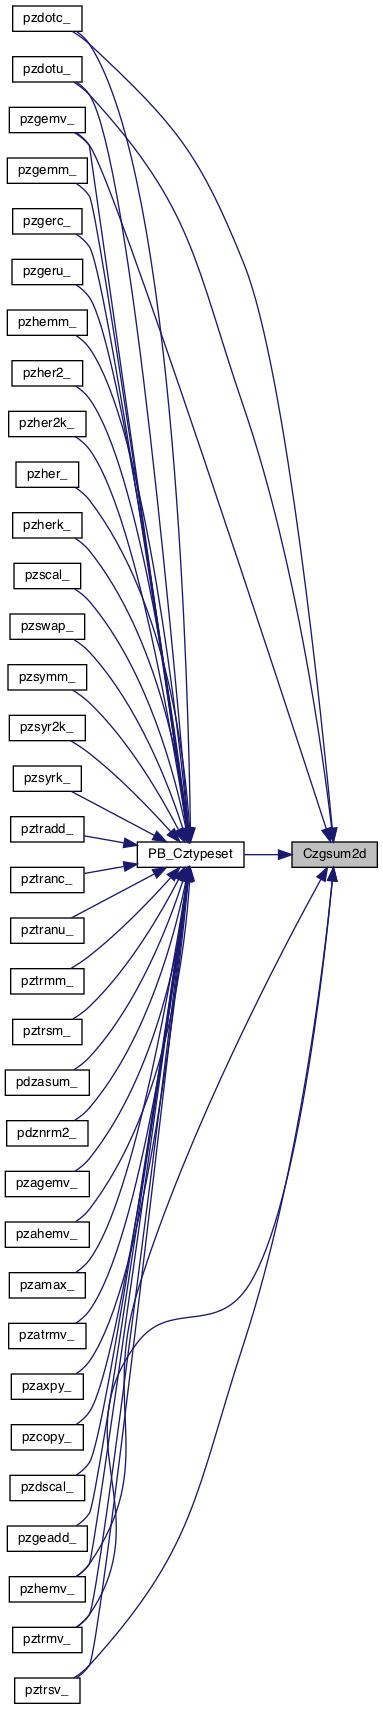 pzdotc_
pzdotu_
pzgemv_
pzgemm_
pzgerc_
pzgeru_
pzhemm_
pzher2_
pzher2k_
pzher_
pzherk_
pzscal_
pzswap_
pzsymm_
pzsyr2k_
pzsyrk_
pztradd_
PB_Cztypeset
Czgsum2d
pztranc_
pztranu_
pztrmm_
pztrsm_
pdzasum_
pdznrm2_
pzagemv_
pzahemv_
pzamax_
pzatrmv_
pzaxpy_
pzcopy_
pzdscal_
pzgeadd_
pzhemv_
pztrmv_
pztrsv_